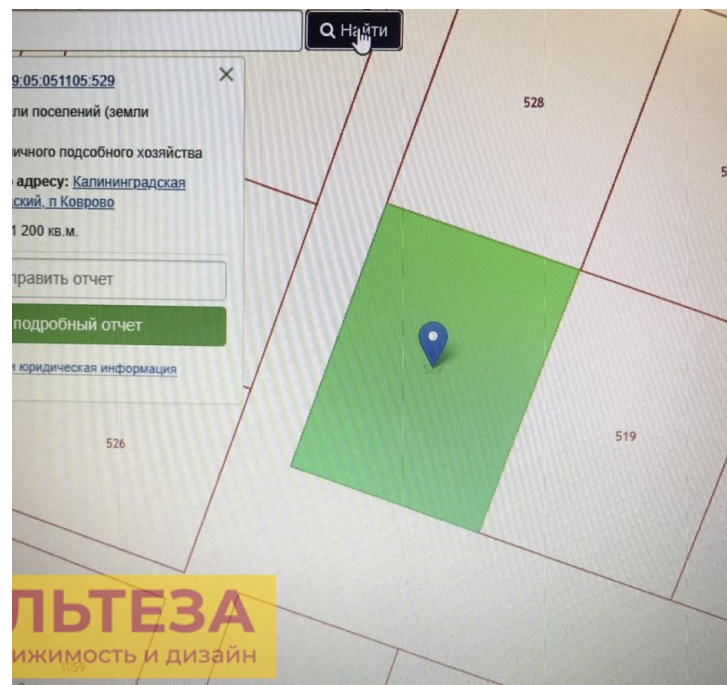 Найти
9:05:051105:529
ли поселений (земли
ичного подсобного хозяйства
адресу: Калининградская
ский, п Коврово
1 200 кв.м.
править отчет
подробный отчет
и юридическая информация
528
519
526
ЛЬТЕЗА
ижимость и дизайн
1059